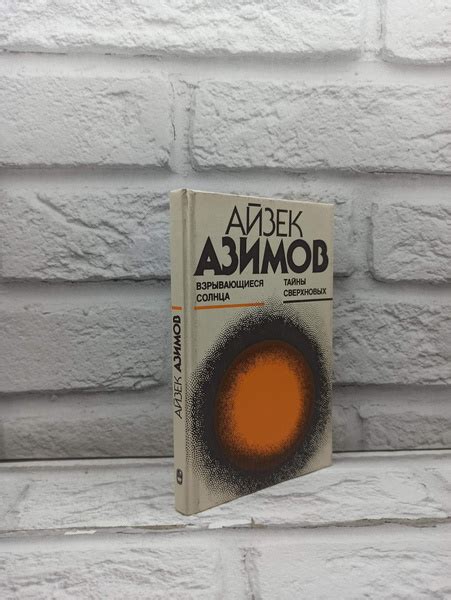 АЙЗЕК
АЗИМОВ
ВЗРЫВАЮЩИЕСЯ
СОЛНЦА
ТАЙНЫ
СВЕРХНОВЫХ
АЙЗЕК АЗИМОВ